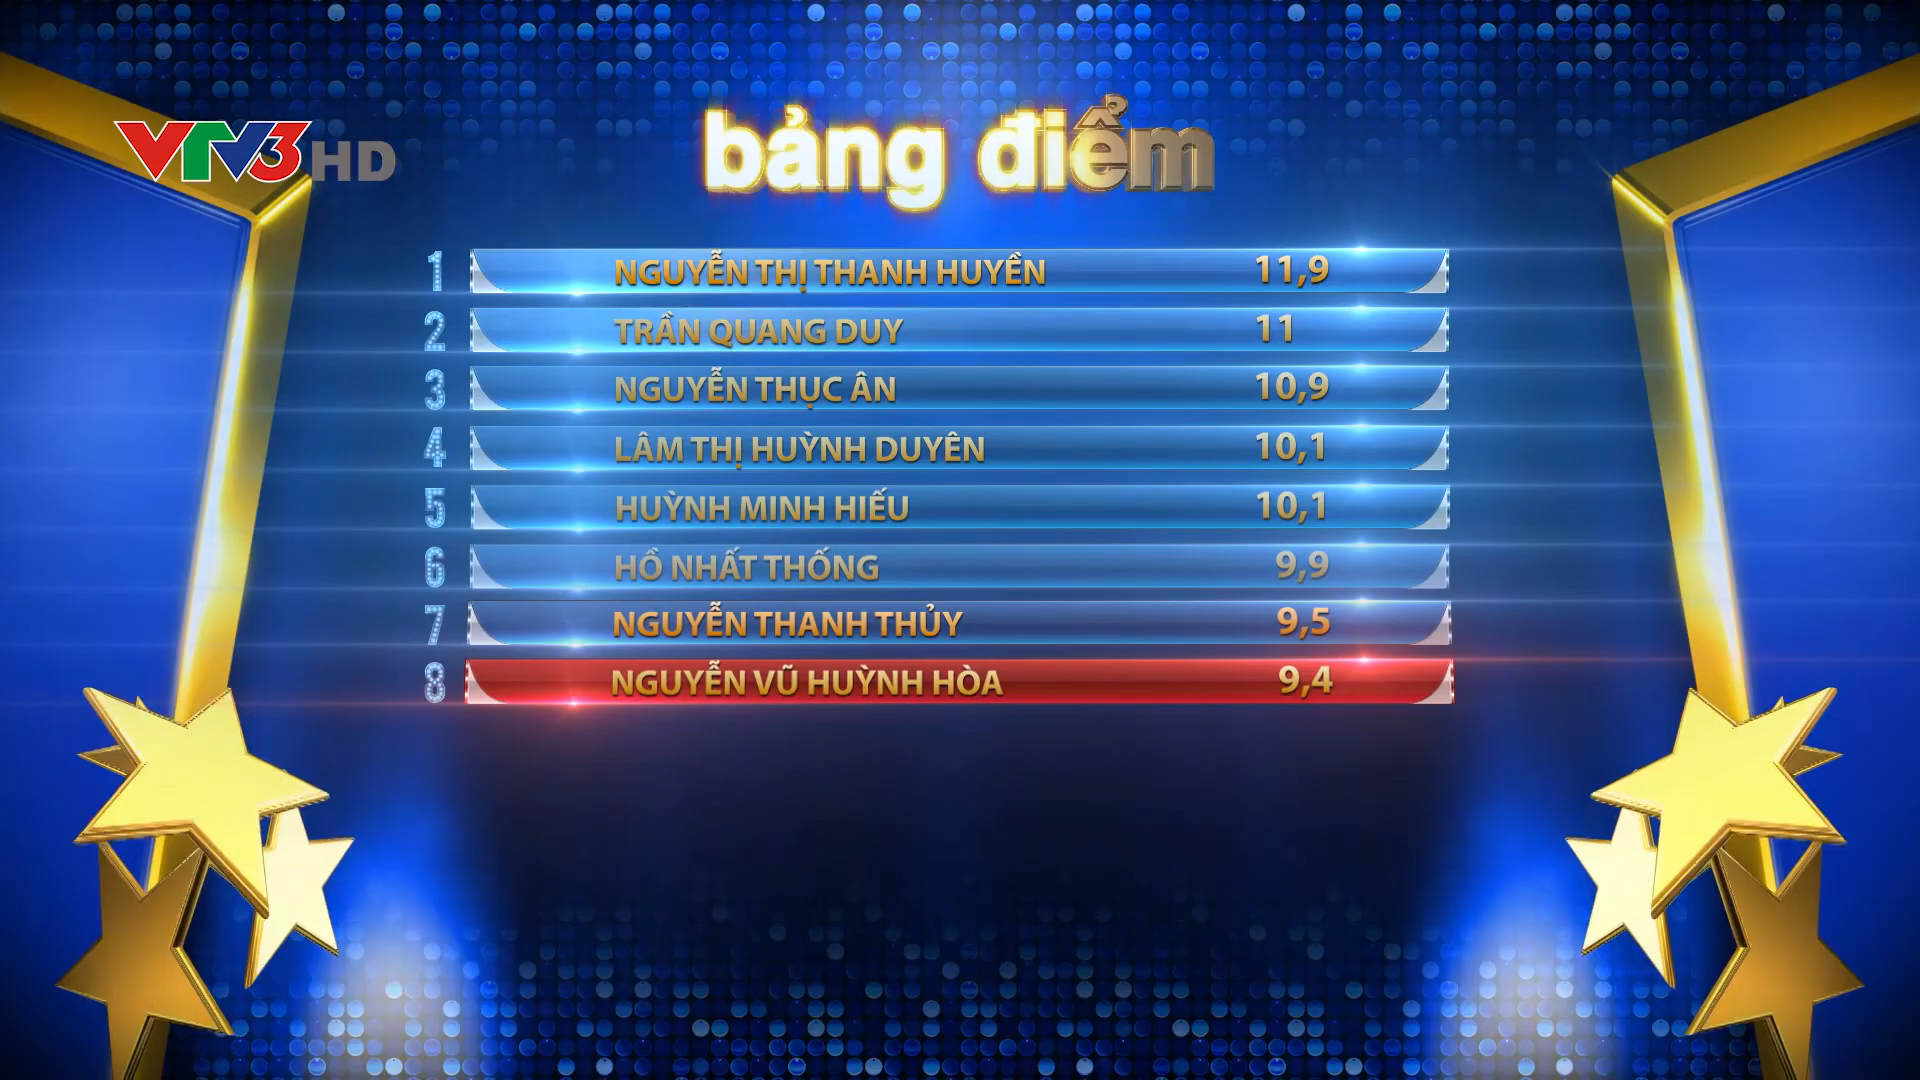 VTV3 HD
bảng điểm
1 NGUYỄN THỊ THANH HUYỀN 11,9
2 TRẦN QUANG DUY 11
3 NGUYỄN THỤC ÂN 10,9
4 LÂM THỊ HUỲNH DUYÊN 10,1
5 HUỲNH MINH HIẾU 10,1
6 HỒ NHẤT THỐNG 9,9
7 NGUYỄN THANH THỦY 9,5
8 NGUYỄN VŨ HUỲNH HÒA 9,4